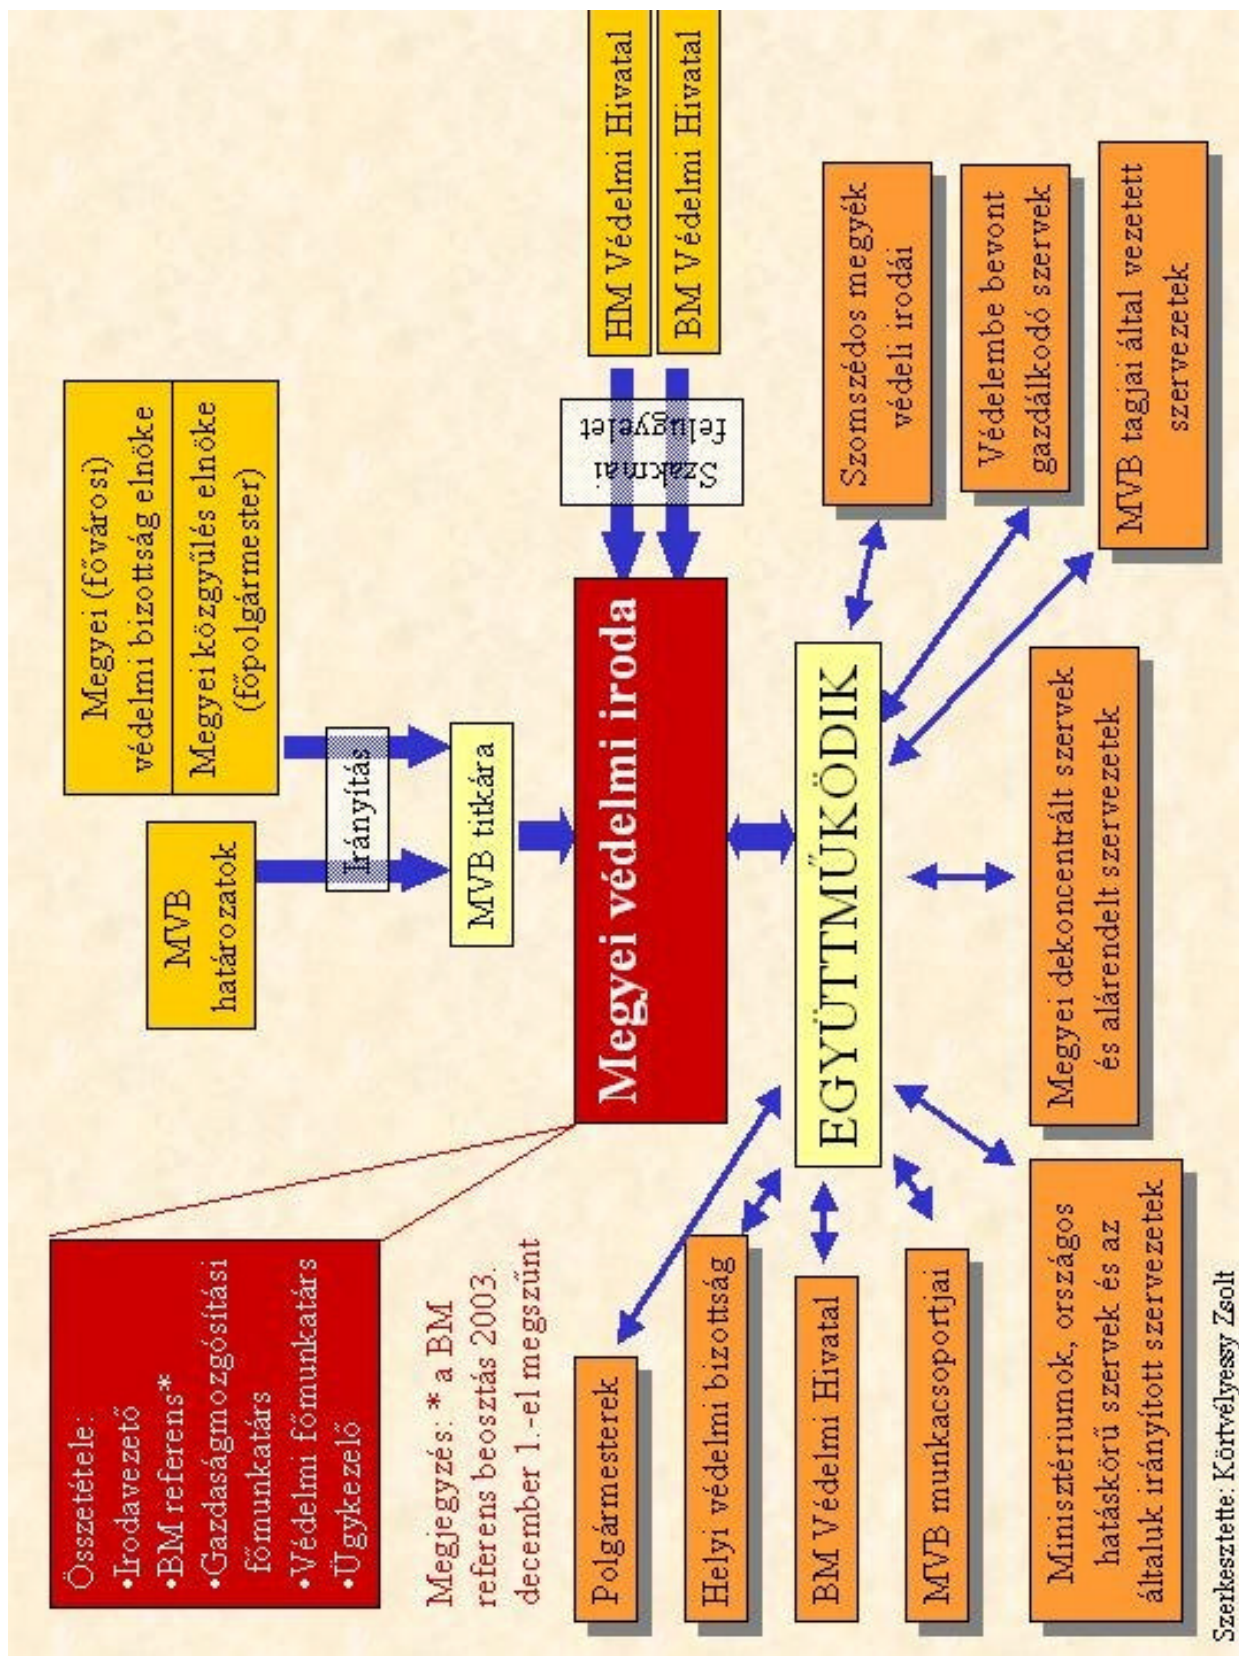 Megyei (fővárosi)
védelmi bizottság elnöke
Megyei közgyűlés elnöke
(főpolgármester)
MVB
határozatok
Irányítás
MVB titkára
Összetétele:
•Irodavezető
•BM referens*
•Gazdaságmozgósítási
főmunkatárs
•Védelmi főmunkatárs
•Ügykezelő
Megjegyzés: * a BM
referens beosztás 2003.
december 1.-el megszűnt
Megyei védelmi iroda
Szakmai
felügyelet
HM Védelmi Hivatal
BM Védelmi Hivatal
EGYÜTTMŰKÖDIK
Polgármesterek
Helyi védelmi bizottság
BM Védelmi Hivatal
MVB munkacsoportjai
Minisztériumok, országos
hatáskörű szervek és az
általuk irányított szervezetek
Megyei dekoncentrált szervek
és alárendelt szervezetek
Szomszédos megyék
védeli irodái
Védelembe bevont
gazdálkodó szervek
MVB tagjai által vezetett
szervezetek
Szerkesztette: Körtvélyessy Zsolt